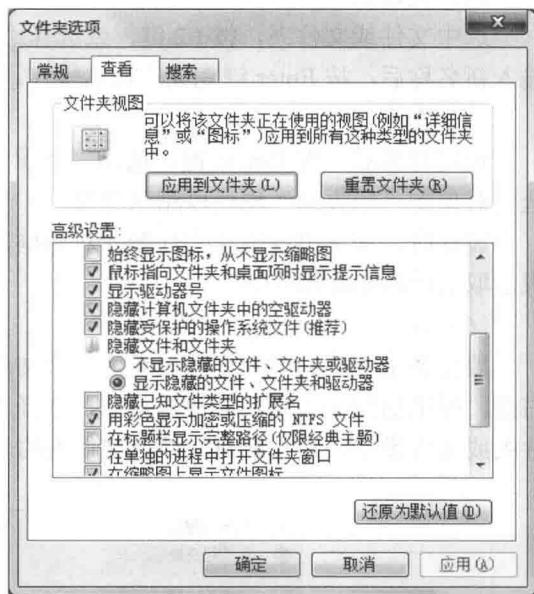 文件夹选项
常规 查看 搜索
文件夹视图
可以将该文件夹正在使用的视图(例如“详细信
息”或“图标”)应用到所有这种类型的文件夹
中。
应用到文件夹(L) 重置文件夹(R)
高级设置:
始终显示图标，从不显示缩略图
鼠标指向文件夹和桌面项时显示提示信息
显示驱动器号
隐藏计算机文件夹中的空驱动器
隐藏受保护的操作系统文件(推荐)
隐藏文件和文件夹
不显示隐藏的文件、文件夹或驱动器
显示隐藏的文件、文件夹和驱动器
隐藏已知文件类型的扩展名
用彩色显示加密或压缩的 NTFS 文件
在标题栏显示完整路径(仅限经典主题)
在单独的进程中打开文件夹窗口
在缩略图上显示文件图标
还原为默认值(D)
确定 取消 应用(A)